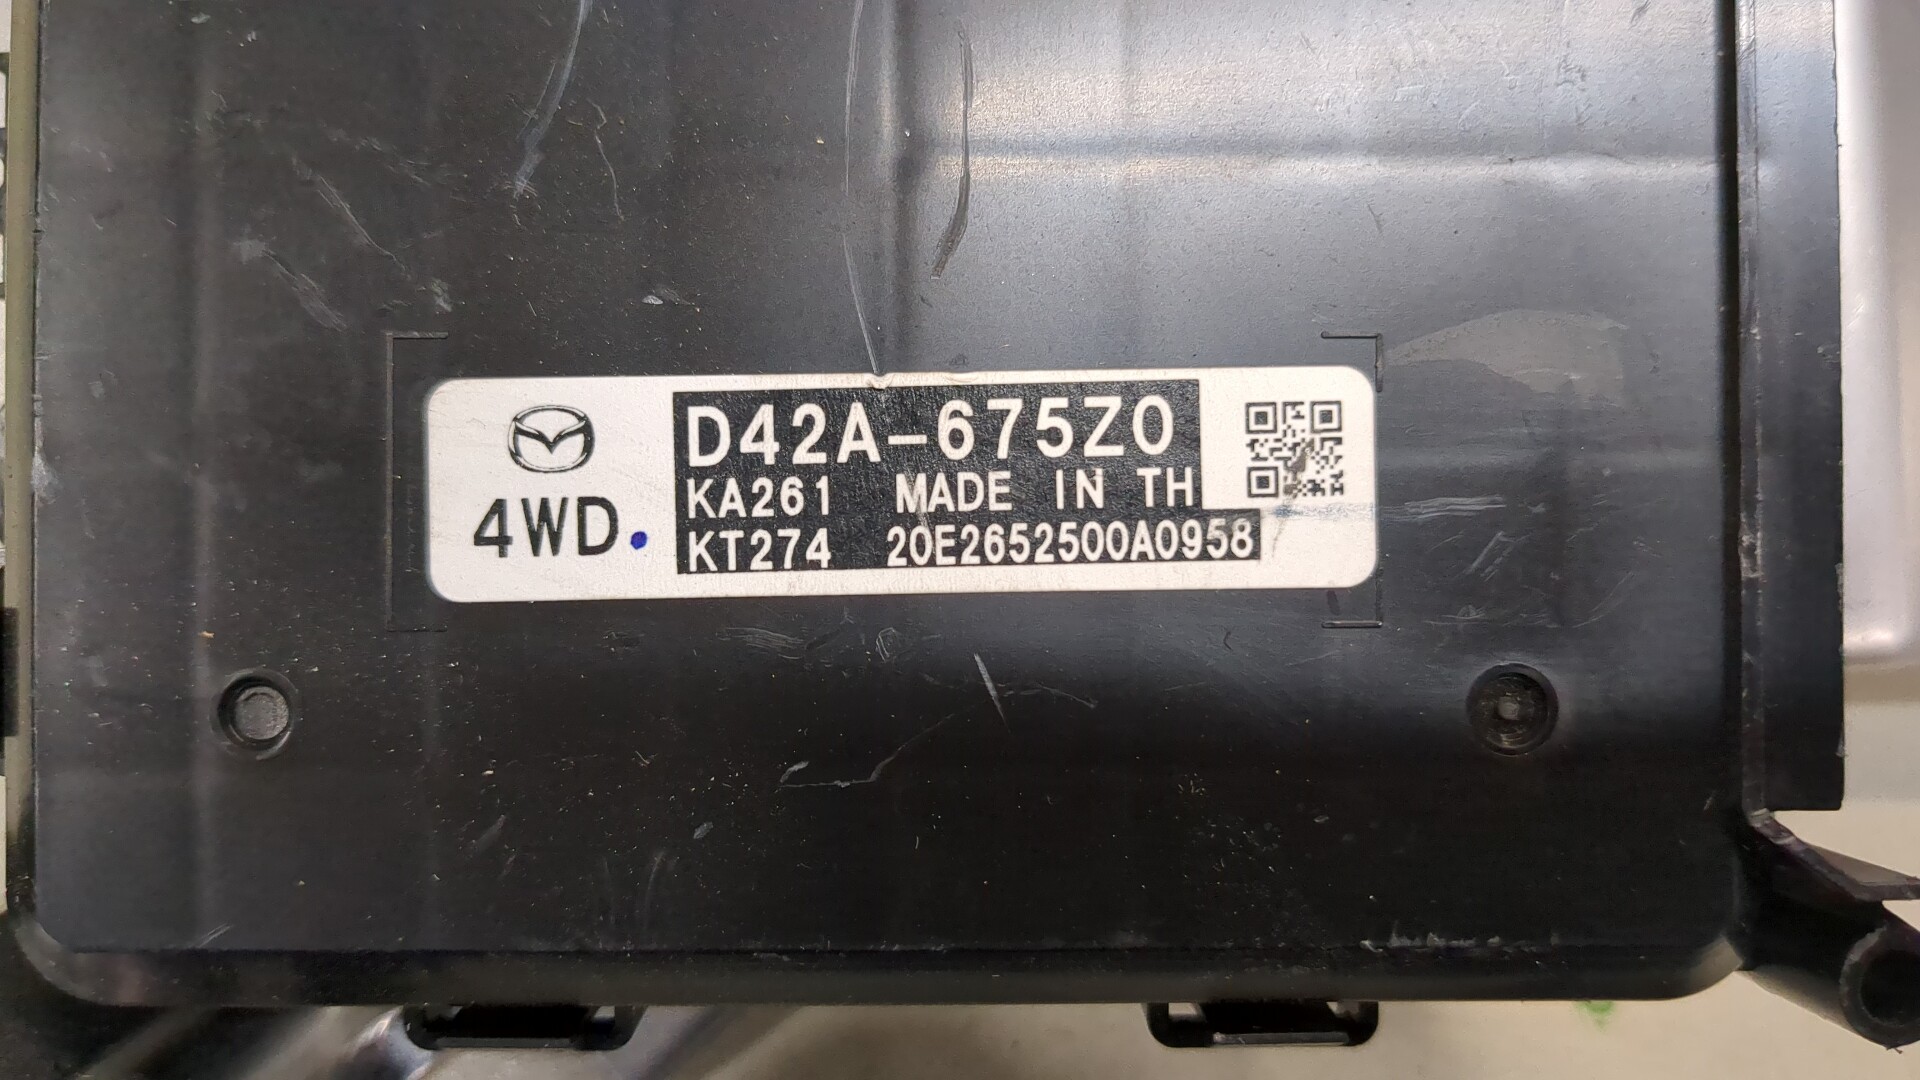 D42A-675Z0
KA261 MADE IN TH
4WD.
KT274 20E2652500A0958